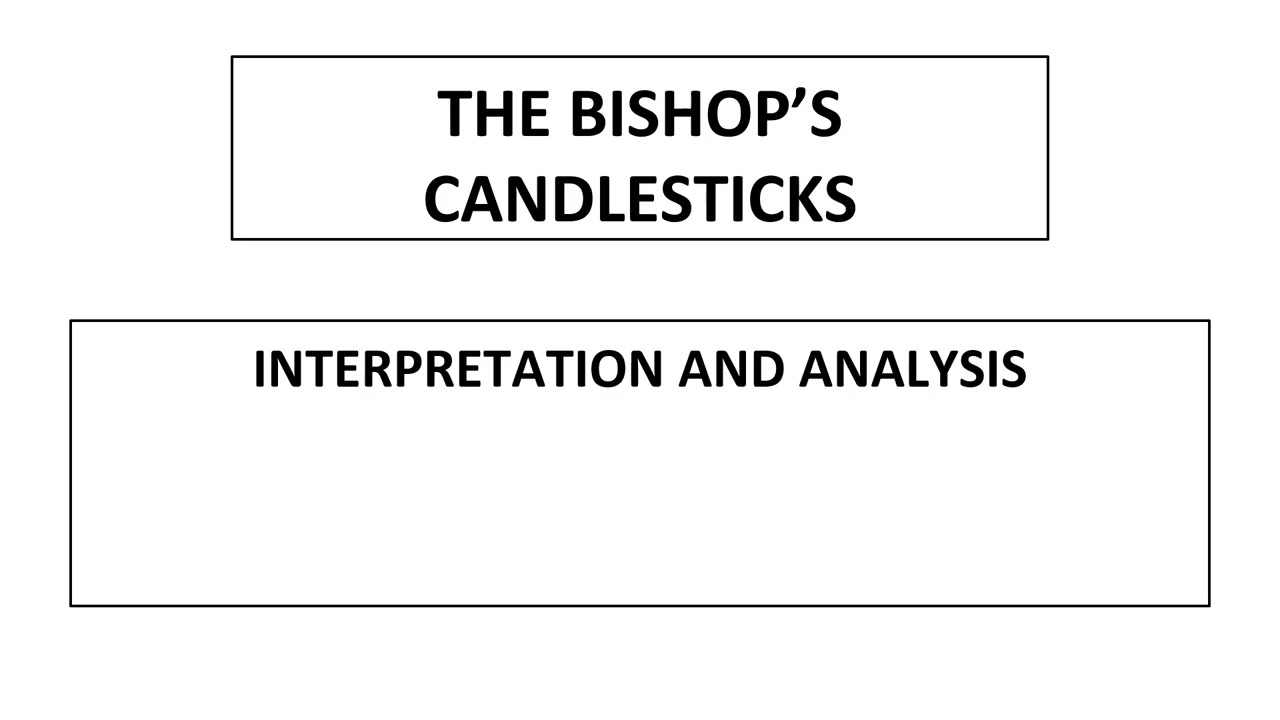 THE BISHOP’S
CANDLESTICKS
INTERPRETATION AND ANALYSIS